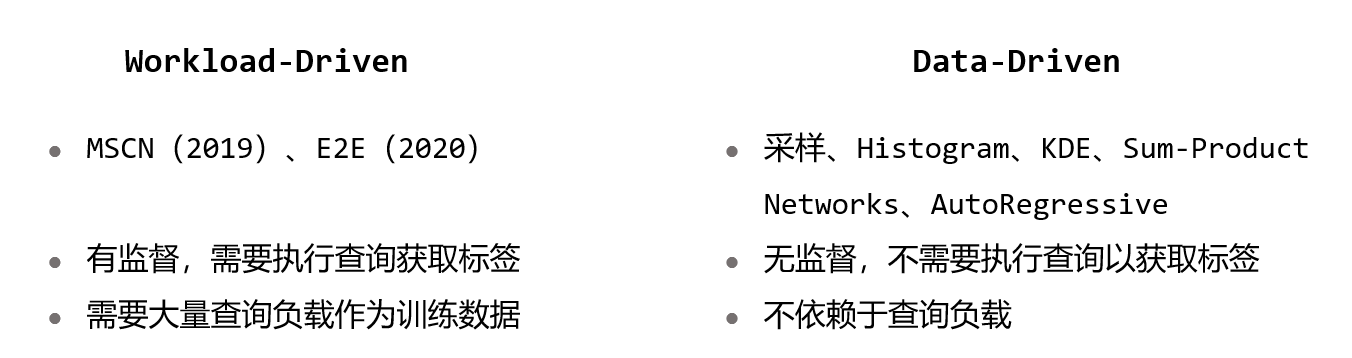 Workload-Driven
● MSCN（2019）、E2E（2020）
● 有监督，需要执行查询获取标签
● 需要大量查询负载作为训练数据
Data-Driven
● 采样、Histogram、KDE、Sum-Product
Networks、AutoRegressive
● 无监督，不需要执行查询以获取标签
● 不依赖于查询负载